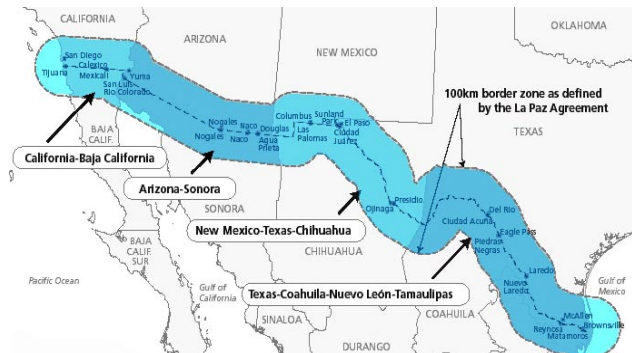 CALIFORNIA
ARIZONA
NEW MEXICO
OKLAHOMA
TEXAS
100km border zone as defined
by the La Paz Agreement
San Diego
Calexico
Tijuana
Mexicali
Yuma
San Luis
Rio Colorado
Nogales
Nogales
Naco
Naco
Douglas
Agua
Prieta
Columbus
Las
Palomas
Sunland
Park
El Paso
Ciudad
Juárez
BAJA
CALIF.
California-Baja California
Arizona-Sonora
SONORA
New Mexico-Texas-Chihuahua
Ojinaga
Presidio
Ciudad Acuña
Del Rio
Eagle Pass
Piedras
Negras
CHIHUAHUA
BAJA
CALIF.
SUR
Pacific Ocean
Gulf of
California
Texas-Coahuila-Nuevo León-Tamaulipas
Laredo
Nuevo
Laredo
Gulf of
Mexico
SINALOA
DURANGO
COAHUILA
McAllen
Reynosa
Brownsville
Matamoros